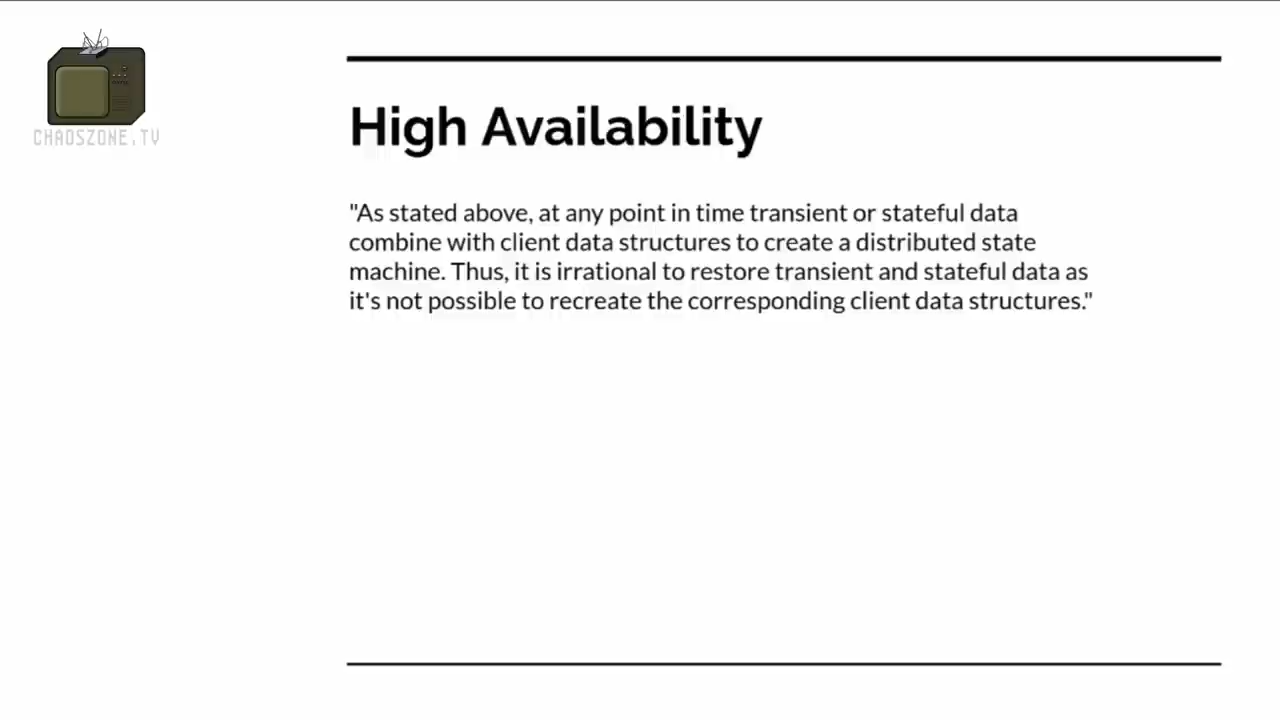 CHAOSZONE.TV
High Availability
"As stated above, at any point in time transient or stateful data
combine with client data structures to create a distributed state
machine. Thus, it is irrational to restore transient and stateful data as
it's not possible to recreate the corresponding client data structures."